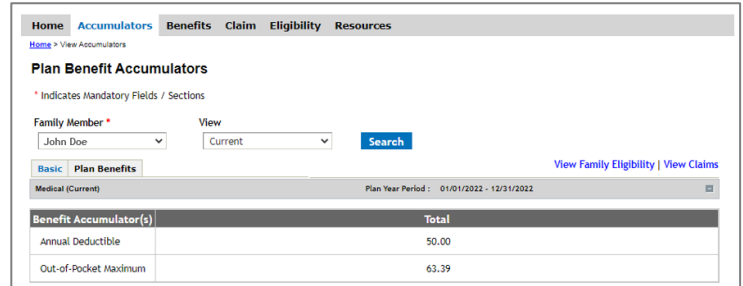 Home Accumulators Benefits Claim Eligibility Resources
Home > View Accumulators
Plan Benefit Accumulators
* Indicates Mandatory Fields / Sections
Family Member * View
John Doe Current Search
Basic Plan Benefits View Family Eligibility | View Claims
Medical (Current) Plan Year Period : 01/01/2022 - 12/31/2022
Benefit Accumulator(s) Total
Annual Deductible 50.00
Out-of-Pocket Maximum 63.39